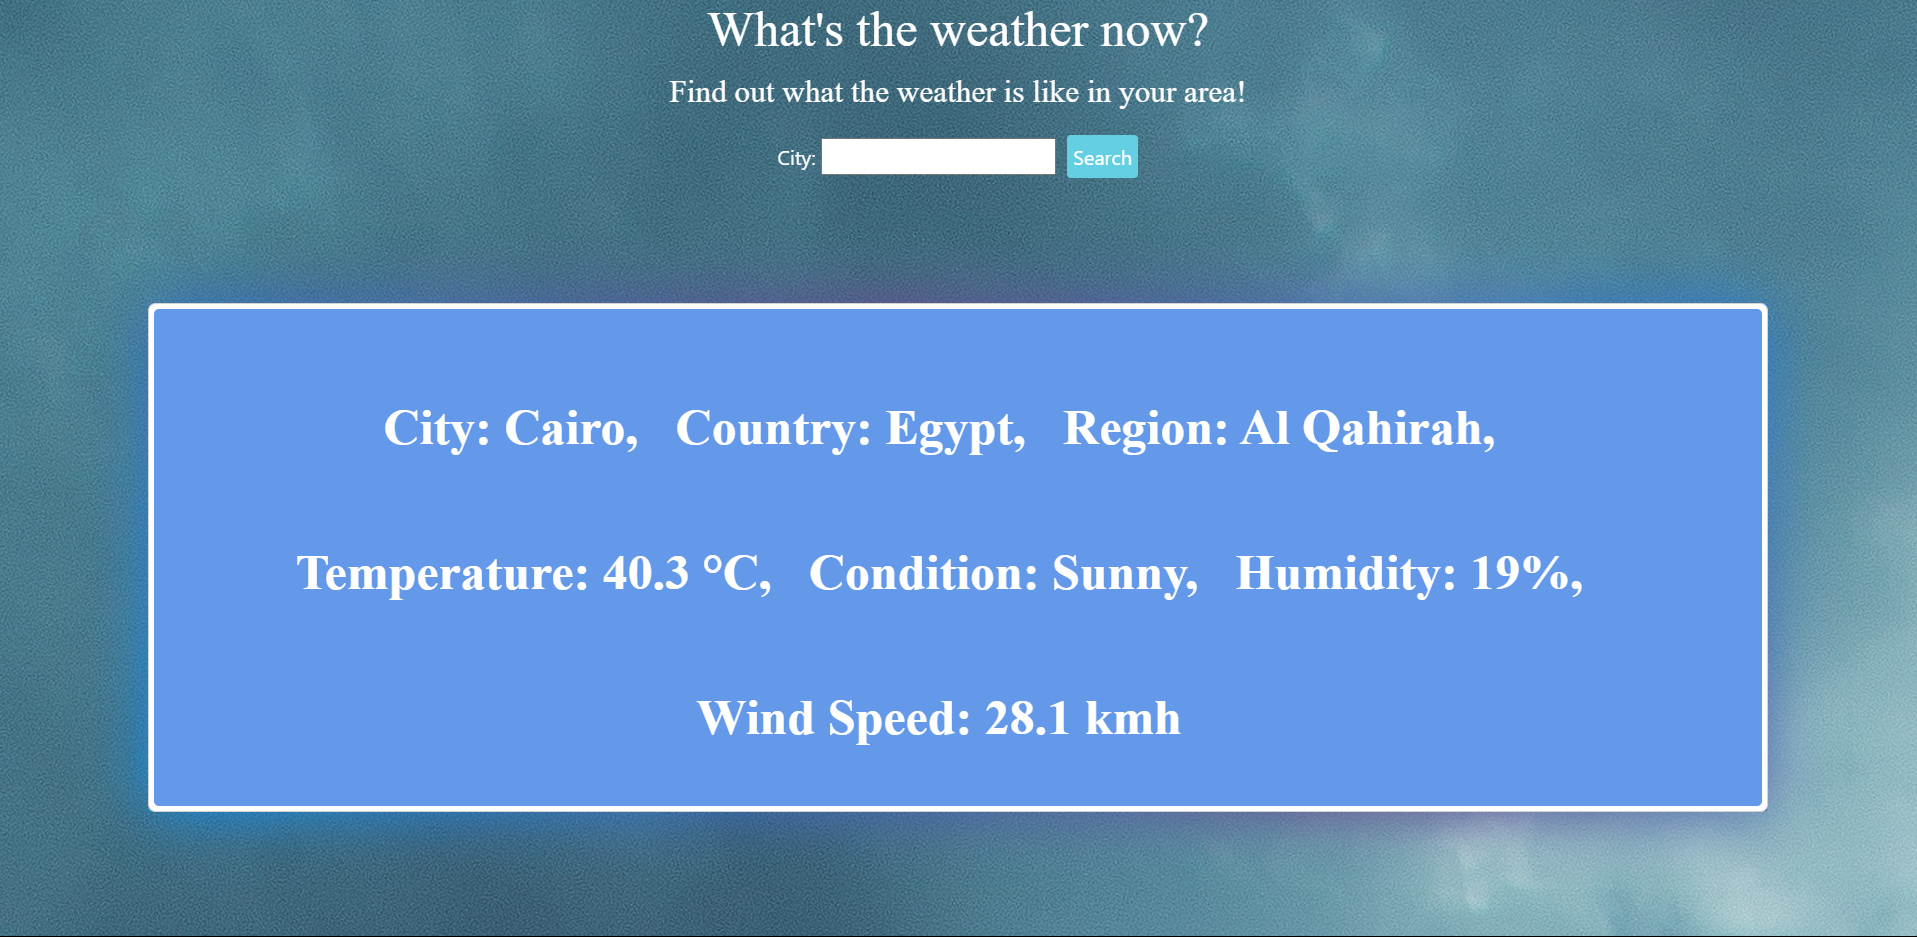 What's the weather now?
Find out what the weather is like in your area!
City: Search
City: Cairo, Country: Egypt, Region: Al Qahirah,
Temperature: 40.3 °C, Condition: Sunny, Humidity: 19%,
Wind Speed: 28.1 kmh